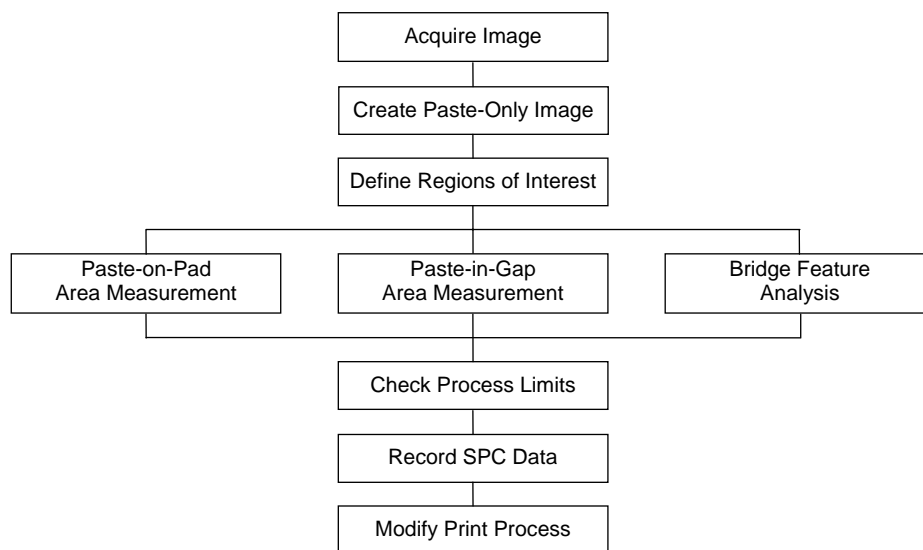 Acquire Image
Create Paste-Only Image
Define Regions of Interest
Paste-on-Pad
Area Measurement
Paste-in-Gap
Area Measurement
Bridge Feature
Analysis
Check Process Limits
Record SPC Data
Modify Print Process